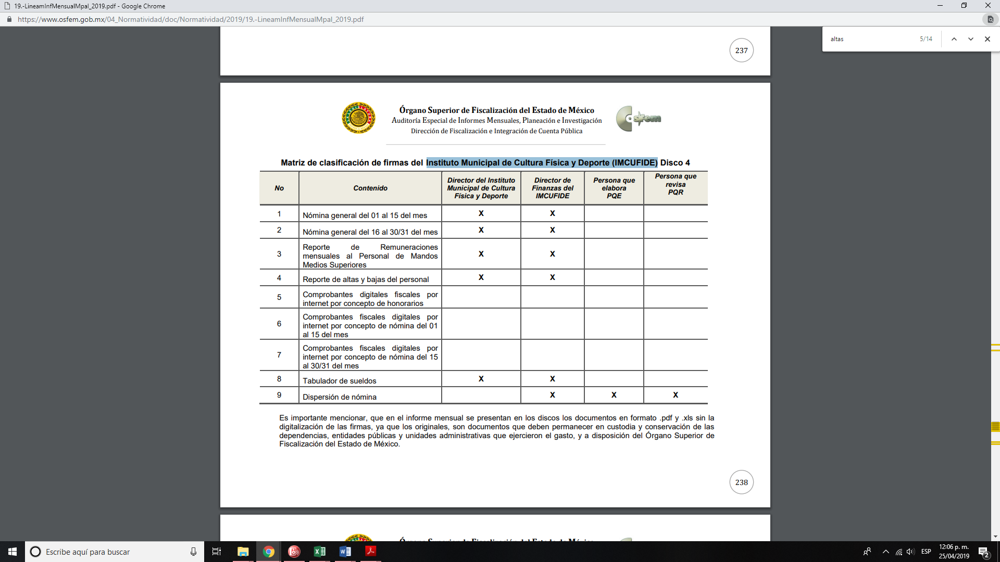 19.-LineamInfMensualMpal_2019.pdf - Google Chrome
https://www.osfem.gob.mx/04_Normatividad/doc/Normatividad/2019/19.-LineamInfMensualMpal_2019.pdf
altas 5/14
237
Órgano Superior de Fiscalización del Estado de México
Auditoría Especial de Informes Mensuales, Planeación e Investigación
Dirección de Fiscalización e Integración de Cuenta Pública
Osfem
Matriz de clasificación de firmas del Instituto Municipal de Cultura Física y Deporte (IMCUFIDE) Disco 4
No
Contenido
Director del Instituto
Municipal de Cultura
Física y Deporte
Director de
Finanzas del
IMCUFIDE
Persona que
elabora
PQE
Persona que
revisa
PQR
1 Nómina general del 01 al 15 del mes X X
2 Nómina general del 16 al 30/31 del mes X X
3 Reporte de Remuneraciones
mensuales al Personal de Mandos
Medios Superiores X X
4 Reporte de altas y bajas del personal X X
5 Comprobantes digitales fiscales por
internet por concepto de honorarios
6 Comprobantes fiscales digitales por
internet por concepto de nómina del 01
al 15 del mes
7 Comprobantes fiscales digitales por
internet por concepto de nómina del 15
al 30/31 del mes
8 Tabulador de sueldos X X
9 Dispersión de nómina X X X
Es importante mencionar, que en el informe mensual se presentan en los discos los documentos en formato .pdf y .xls sin la
digitalización de las firmas, ya que los originales, son documentos que deben permanecer en custodia y conservación de las
dependencias, entidades públicas y unidades administrativas que ejercieron el gasto, y a disposición del Órgano Superior de
Fiscalización del Estado de México.
238
Escribe aquí para buscar
ESP
12:06 p. m.
25/04/2019
2